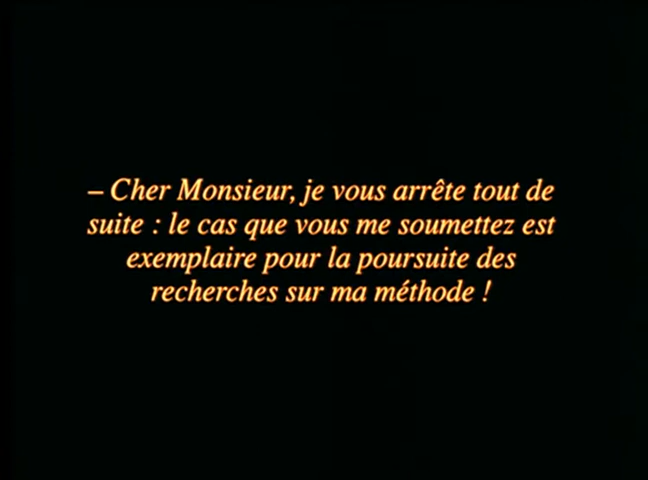 – Cher Monsieur, je vous arrête tout de
suite : le cas que vous me soumettez est
exemplaire pour la poursuite des
recherches sur ma méthode !